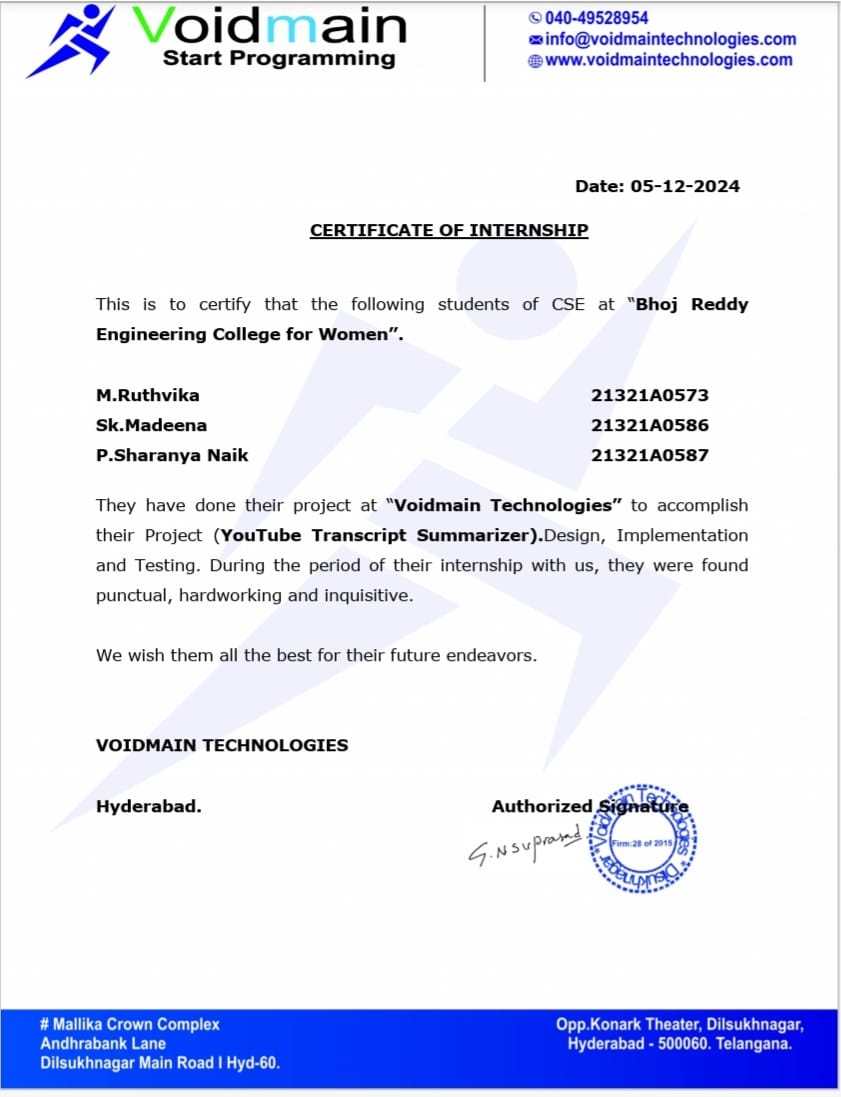 Voidmain
Start Programming
040-49528954
info@voidmaintechnologies.com
www.voidmaintechnologies.com
Date: 05-12-2024
CERTIFICATE OF INTERNSHIP
This is to certify that the following students of CSE at “Bhoj Reddy
Engineering College for Women”.
M.Ruthvika 21321A0573
Sk.Madeena 21321A0586
P.Sharanya Naik 21321A0587
They have done their project at “Voidmain Technologies” to accomplish
their Project (YouTube Transcript Summarizer).Design, Implementation
and Testing. During the period of their internship with us, they were found
punctual, hardworking and inquisitive.
We wish them all the best for their future endeavors.
VOIDMAIN TECHNOLOGIES
Hyderabad. Authorized Signature
G.NSVPrasad
*Voidmain Technologies*
Firm:28 of 2015
Dilsukhnagar
# Mallika Crown Complex
Andhrabank Lane
Dilsukhnagar Main Road I Hyd-60.
Opp.Konark Theater, Dilsukhnagar,
Hyderabad - 500060. Telangana.